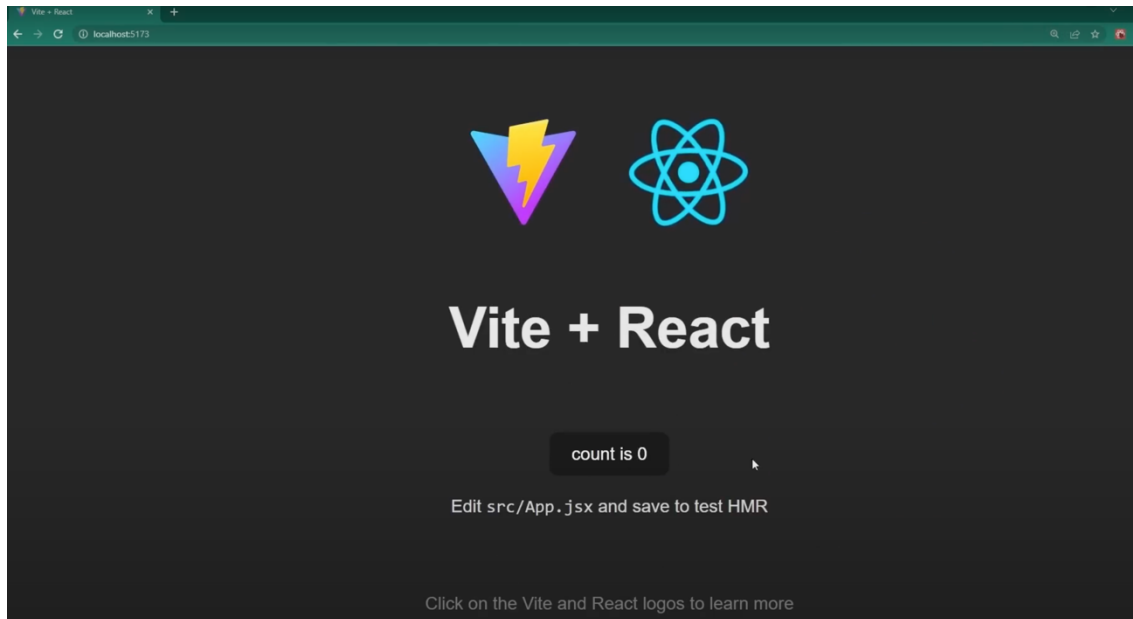 Vite + React
localhost:5173
Vite + React
count is 0
Edit src/App.jsx and save to test HMR
Click on the Vite and React logos to learn more